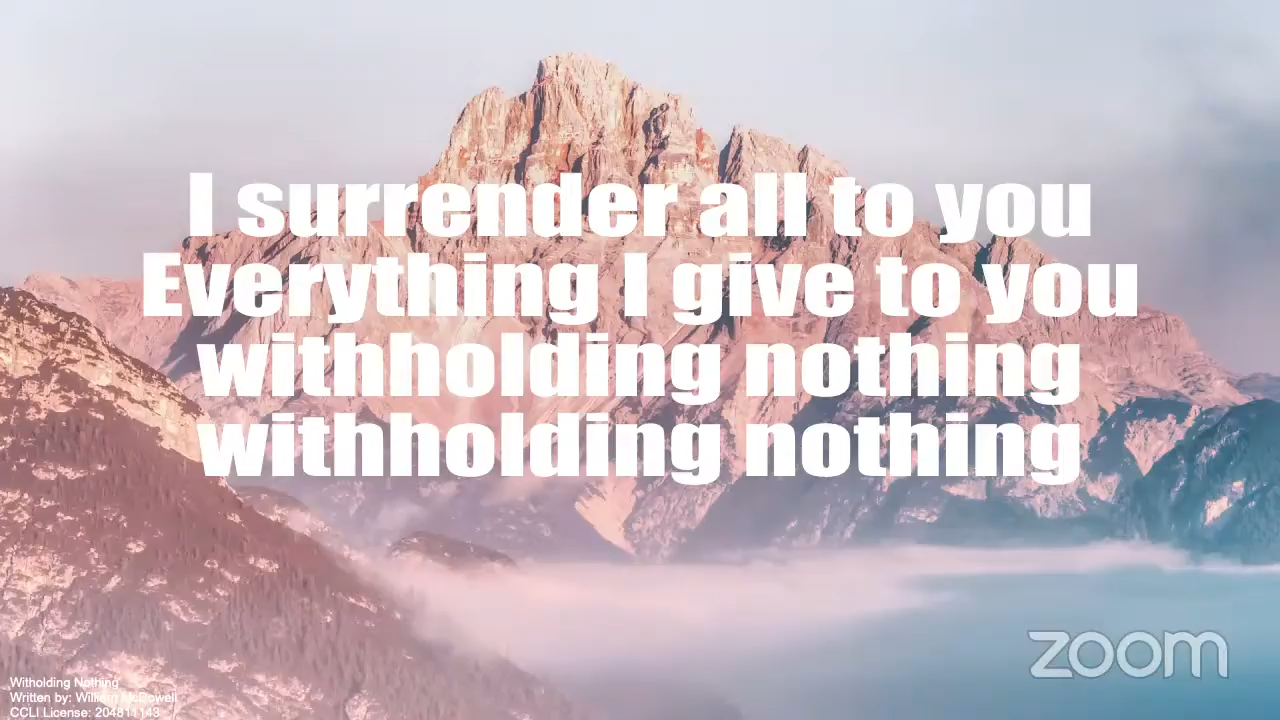 I surrender all to you
Everything I give to you
withholding nothing
withholding nothing
zoom
Witholding Nothing
Written by: William McDowell
CCLI License: 204811143